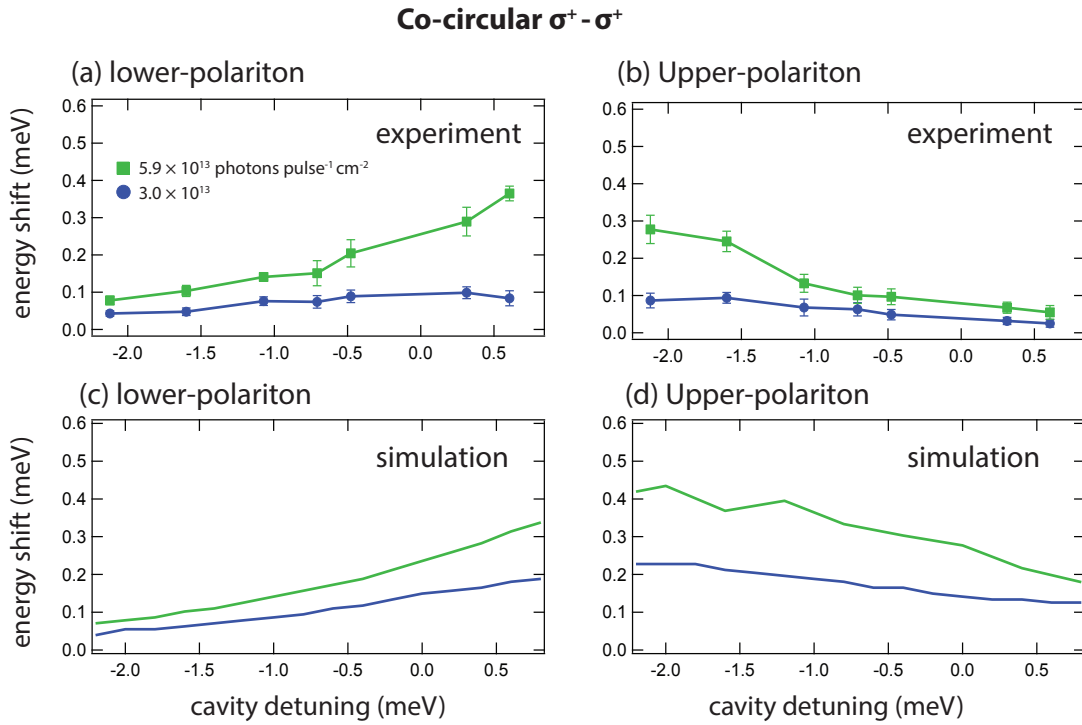 Co-circular σ⁺ - σ⁺
(a) lower-polariton
(b) Upper-polariton
experiment
experiment
5.9 × 10¹³ photons pulse⁻¹ cm⁻²
3.0 × 10¹³
energy shift (meV)
0.6
0.5
0.4
0.3
0.2
0.1
0.0
-2.0 -1.5 -1.0 -0.5 0.0 0.5
0.6
0.5
0.4
0.3
0.2
0.1
0.0
-2.0 -1.5 -1.0 -0.5 0.0 0.5
(c) lower-polariton
(d) Upper-polariton
simulation
simulation
energy shift (meV)
0.6
0.5
0.4
0.3
0.2
0.1
0.0
-2.0 -1.5 -1.0 -0.5 0.0 0.5
cavity detuning (meV)
0.6
0.5
0.4
0.3
0.2
0.1
0.0
-2.0 -1.5 -1.0 -0.5 0.0 0.5
cavity detuning (meV)